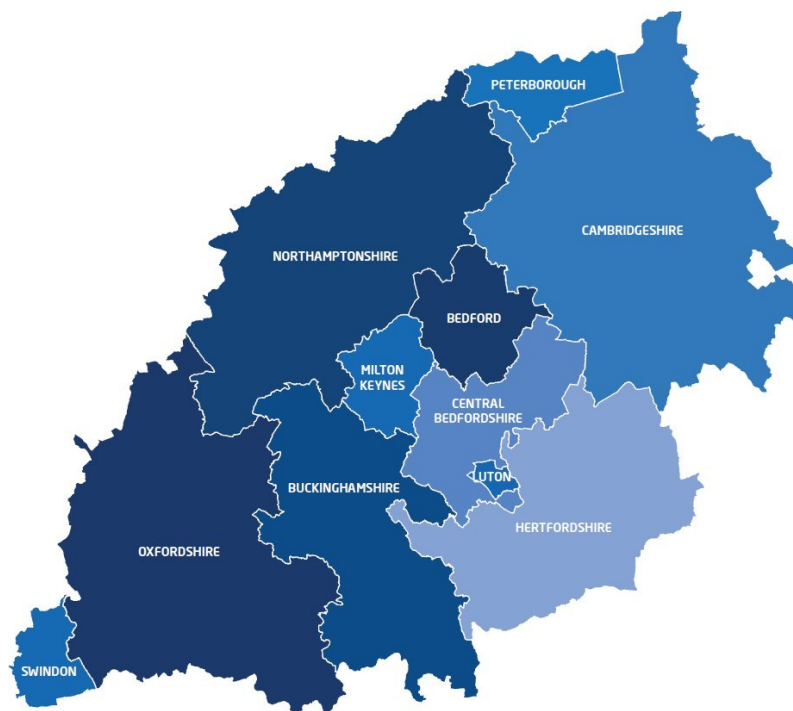 PETERBOROUGH
CAMBRIDGESHIRE
NORTHAMPTONSHIRE
BEDFORD
MILTON
KEYNES
CENTRAL
BEDFORDSHIRE
LUTON
BUCKINGHAMSHIRE
HERTFORDSHIRE
OXFORDSHIRE
SWINDON